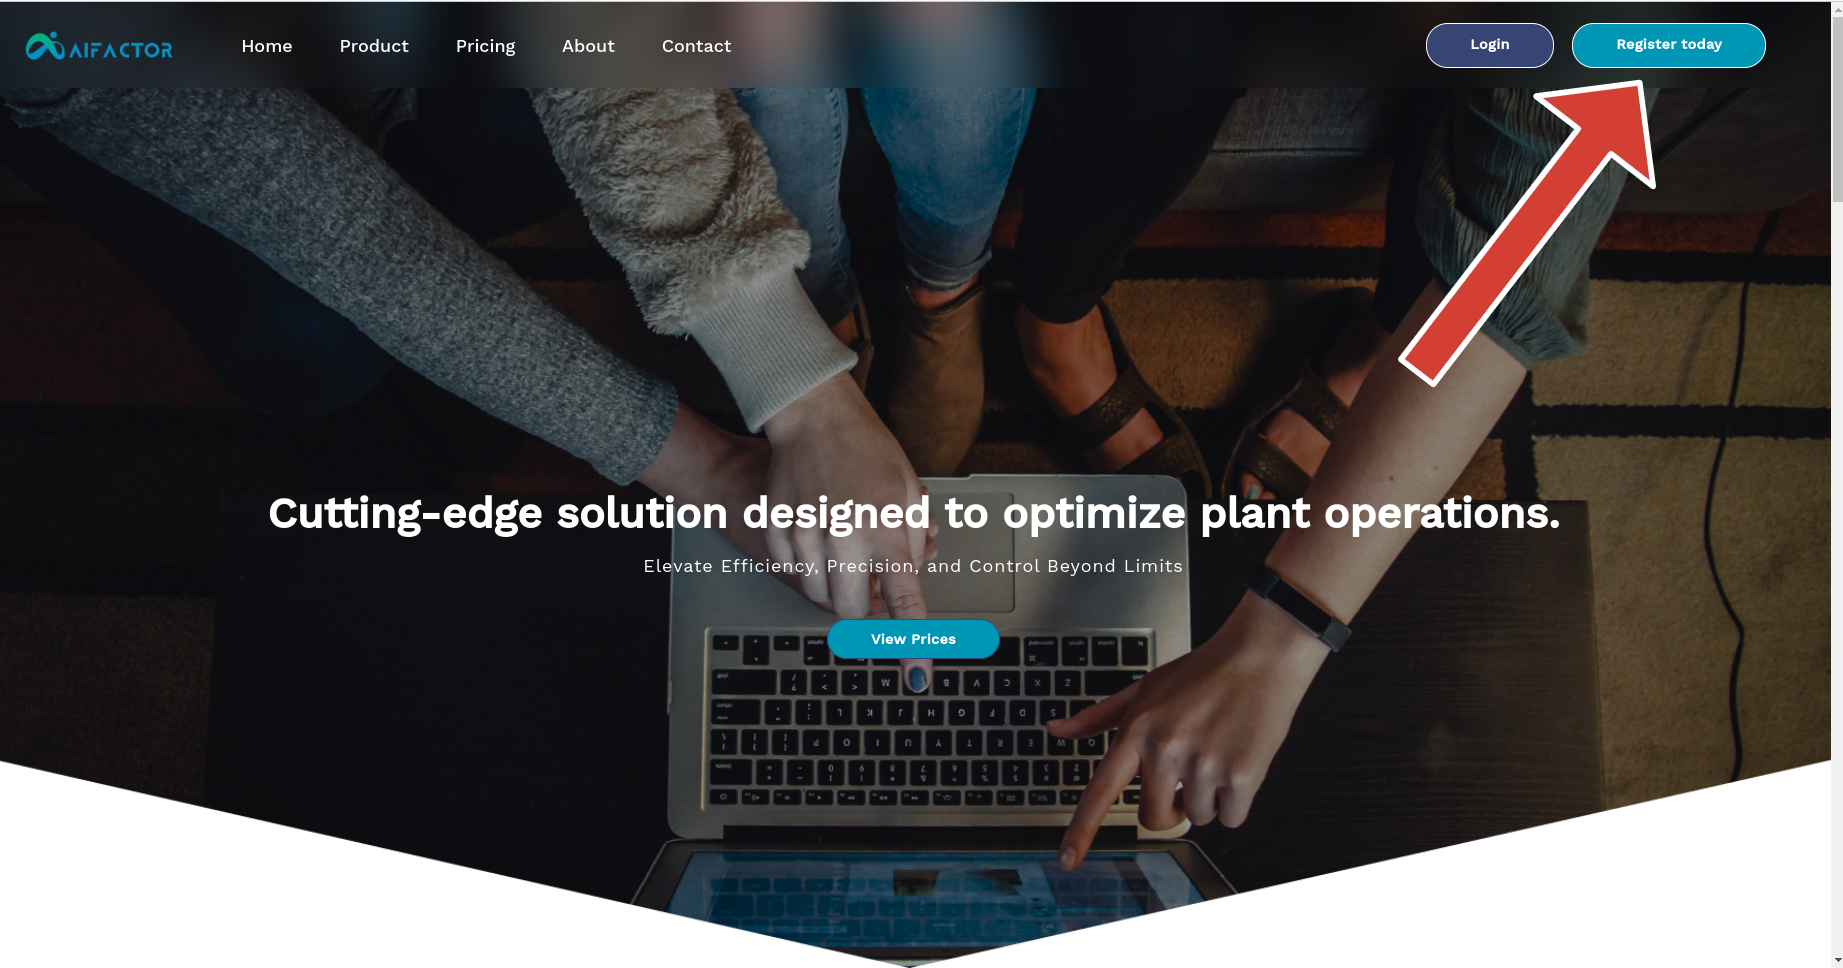 AIFACTOR
Home
Product
Pricing
About
Contact
Login
Register today
Cutting-edge solution designed to optimize plant operations.
Elevate Efficiency, Precision, and Control Beyond Limits
View Prices